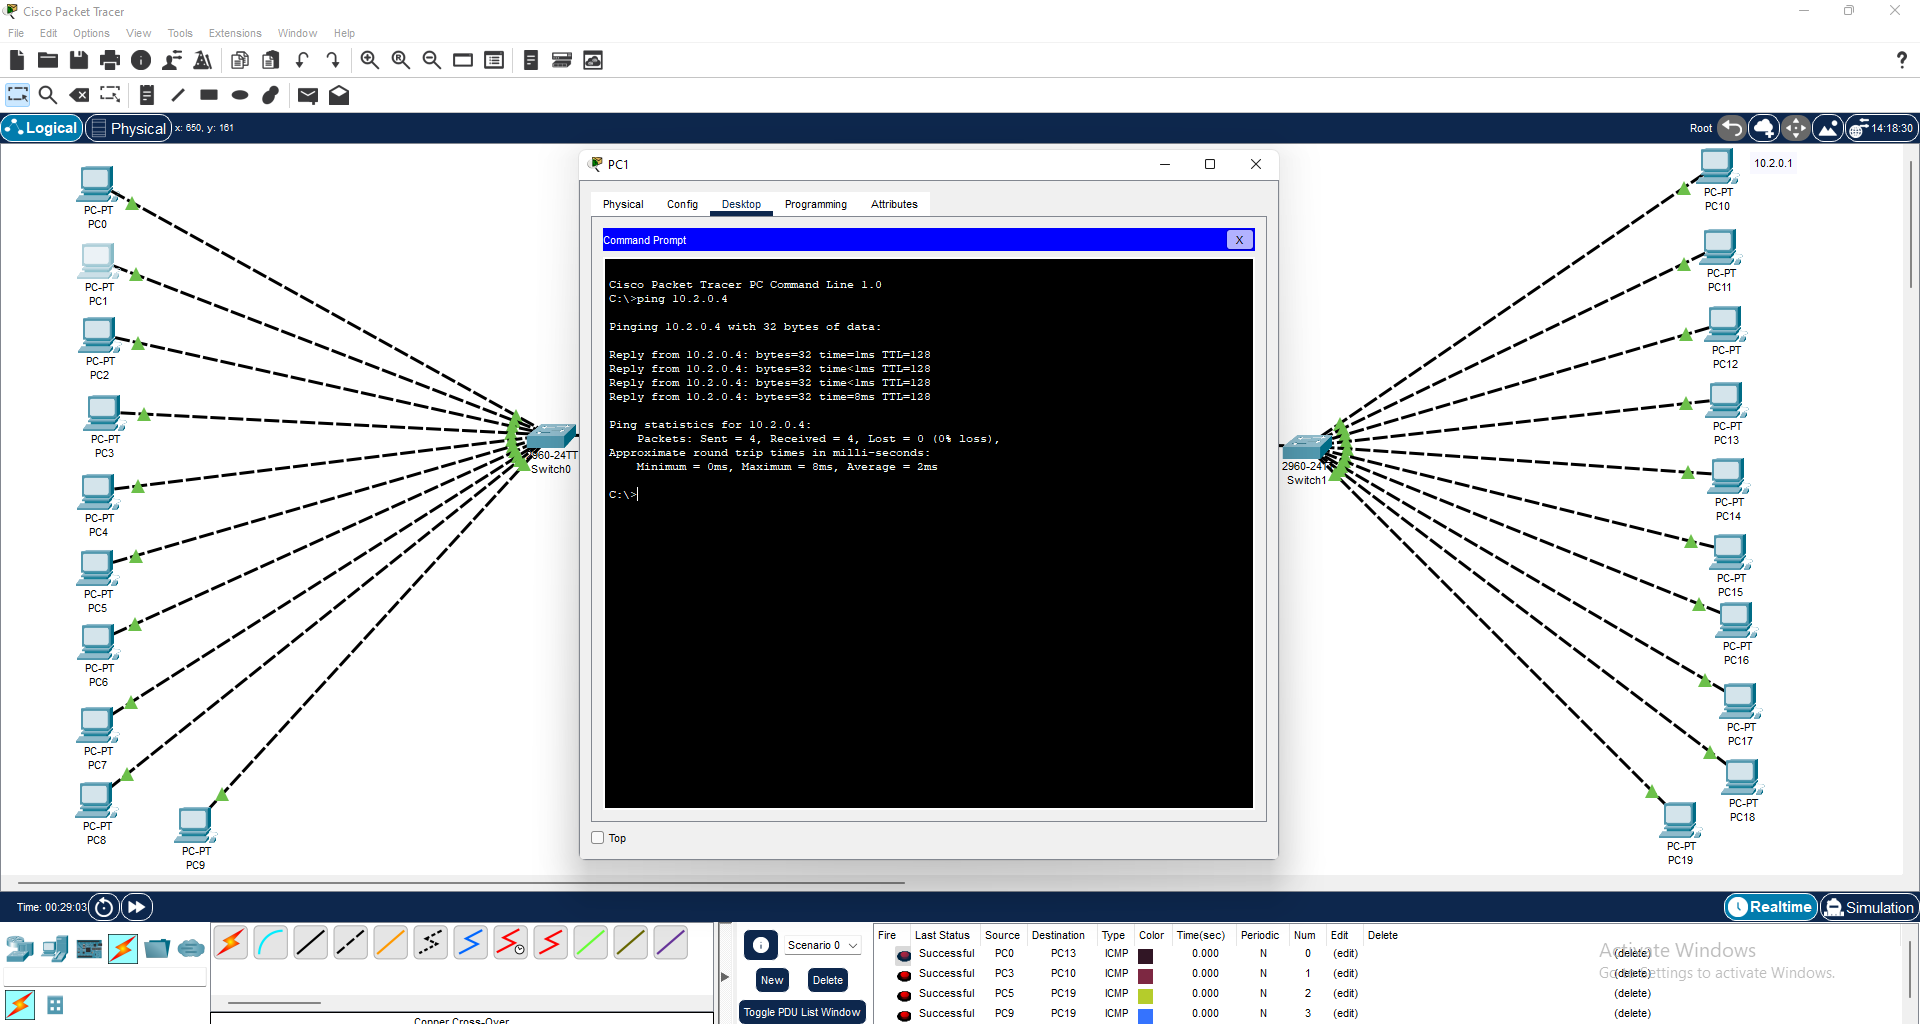 Cisco Packet Tracer
File Edit Options View Tools Extensions Window Help
Logical Physical x: 650, y: 161 Root 14:18:30
PC-PT
PC0
PC-PT
PC1
PC-PT
PC2
PC-PT
PC3
PC-PT
PC4
PC-PT
PC5
PC-PT
PC6
PC-PT
PC7
PC-PT
PC8
PC-PT
PC9
960-24TT
Switch0
PC1
Physical Config Desktop Programming Attributes
Command Prompt X
Cisco Packet Tracer PC Command Line 1.0
C:\>ping 10.2.0.4
Pinging 10.2.0.4 with 32 bytes of data:
Reply from 10.2.0.4: bytes=32 time=1ms TTL=128
Reply from 10.2.0.4: bytes=32 time<1ms TTL=128
Reply from 10.2.0.4: bytes=32 time<1ms TTL=128
Reply from 10.2.0.4: bytes=32 time=8ms TTL=128
Ping statistics for 10.2.0.4:
Packets: Sent = 4, Received = 4, Lost = 0 (0% loss),
Approximate round trip times in milli-seconds:
Minimum = 0ms, Maximum = 8ms, Average = 2ms
C:\>
Top
2960-24T
Switch1
10.2.0.1
PC-PT
PC10
PC-PT
PC11
PC-PT
PC12
PC-PT
PC13
PC-PT
PC14
PC-PT
PC15
PC-PT
PC16
PC-PT
PC17
PC-PT
PC18
PC-PT
PC19
Time: 00:29:03 Realtime Simulation
Scenario 0
New Delete
Toggle PDU List Window
Copper Cross-Over
Fire Last Status Source Destination Type Color Time(sec) Periodic Num Edit Delete
Successful PC0 PC13 ICMP 0.000 N 0 (edit) (delete)
Successful PC3 PC10 ICMP 0.000 N 1 (edit) (delete)
Successful PC5 PC19 ICMP 0.000 N 2 (edit) (delete)
Successful PC9 PC19 ICMP 0.000 N 3 (edit) (delete)
Activate Windows
Go to Settings to activate Windows.